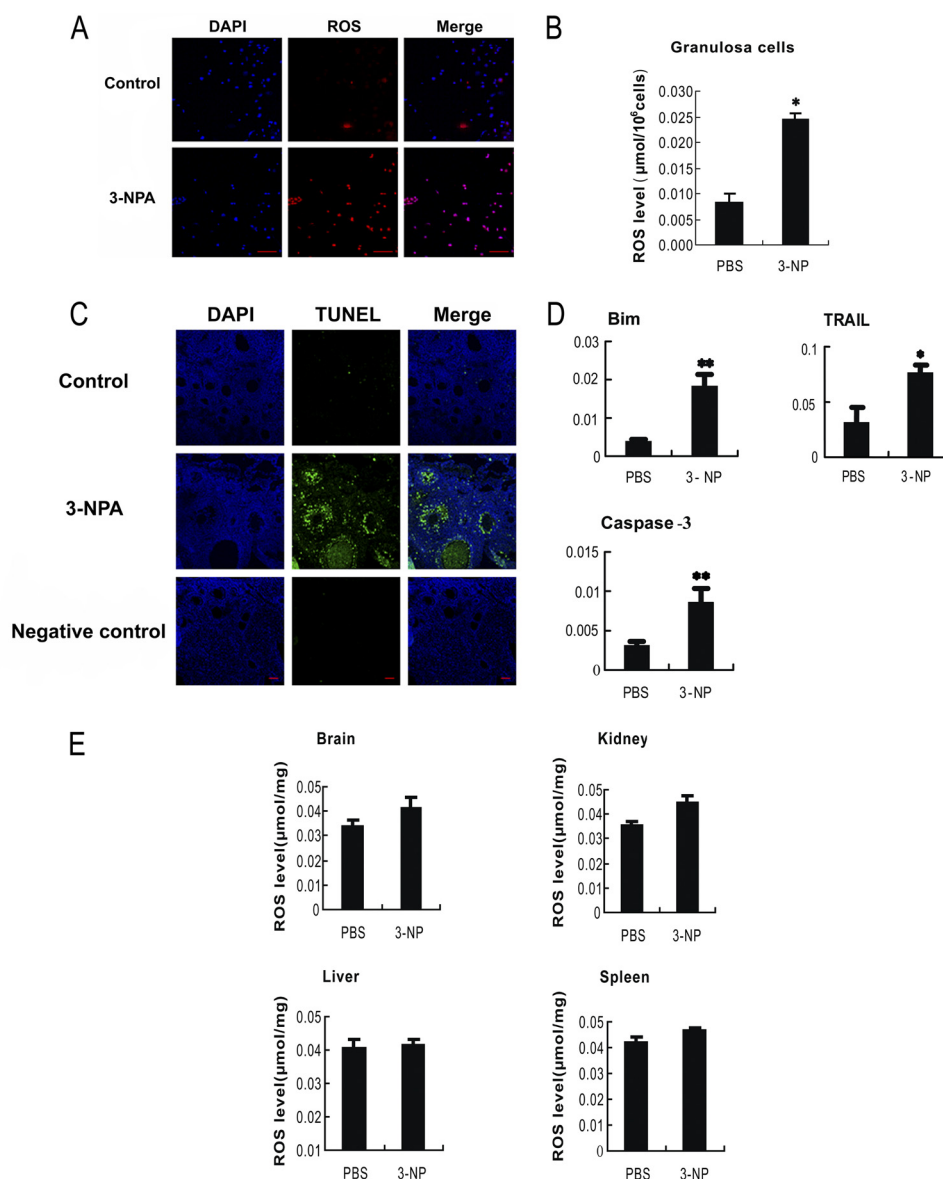 A
DAPI ROS Merge
Control
3-NPA
B
Granulosa cells
ROS level ( µmol/10⁶cells)
0.030
0.025
0.020
0.015
0.010
0.005
0.000
*
PBS 3-NP
C
DAPI TUNEL Merge
Control
3-NPA
Negative control
D
Bim
0.03
0.02
0.01
0
**
PBS 3- NP
TRAIL
0.1
0.05
0
*
PBS 3-NP
Caspase -3
0.015
0.01
0.005
0
**
PBS 3-NP
E
Brain
ROS level(µmol/mg)
0.05
0.04
0.03
0.02
0.01
0
PBS 3-NP
Kidney
ROS level(µmol/mg)
0.05
0.04
0.03
0.02
0.01
0
PBS 3-NP
Liver
ROS level(µmol/mg)
0.05
0.04
0.03
0.02
0.01
PBS 3-NP
Spleen
ROS level(µmol/mg)
0.05
0.04
0.03
0.02
0.01
0
PBS 3-NP